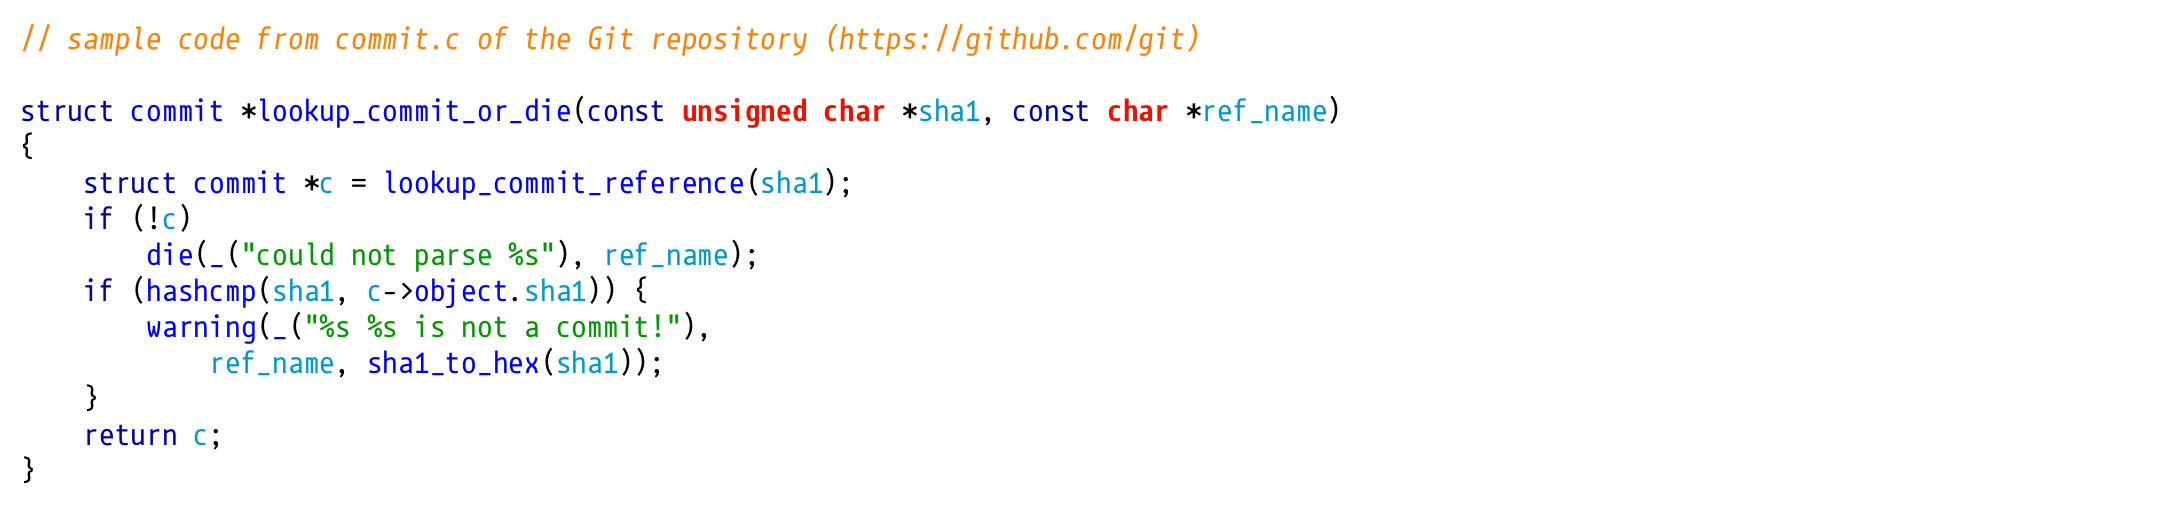 // sample code from commit.c of the Git repository (https://github.com/git)

struct commit *lookup_commit_or_die(const unsigned char *sha1, const char *ref_name)
{
    struct commit *c = lookup_commit_reference(sha1);
    if (!c)
        die(_("could not parse %s"), ref_name);
    if (hashcmp(sha1, c->object.sha1)) {
        warning(_("%s %s is not a commit!"),
            ref_name, sha1_to_hex(sha1));
    }
    return c;
}